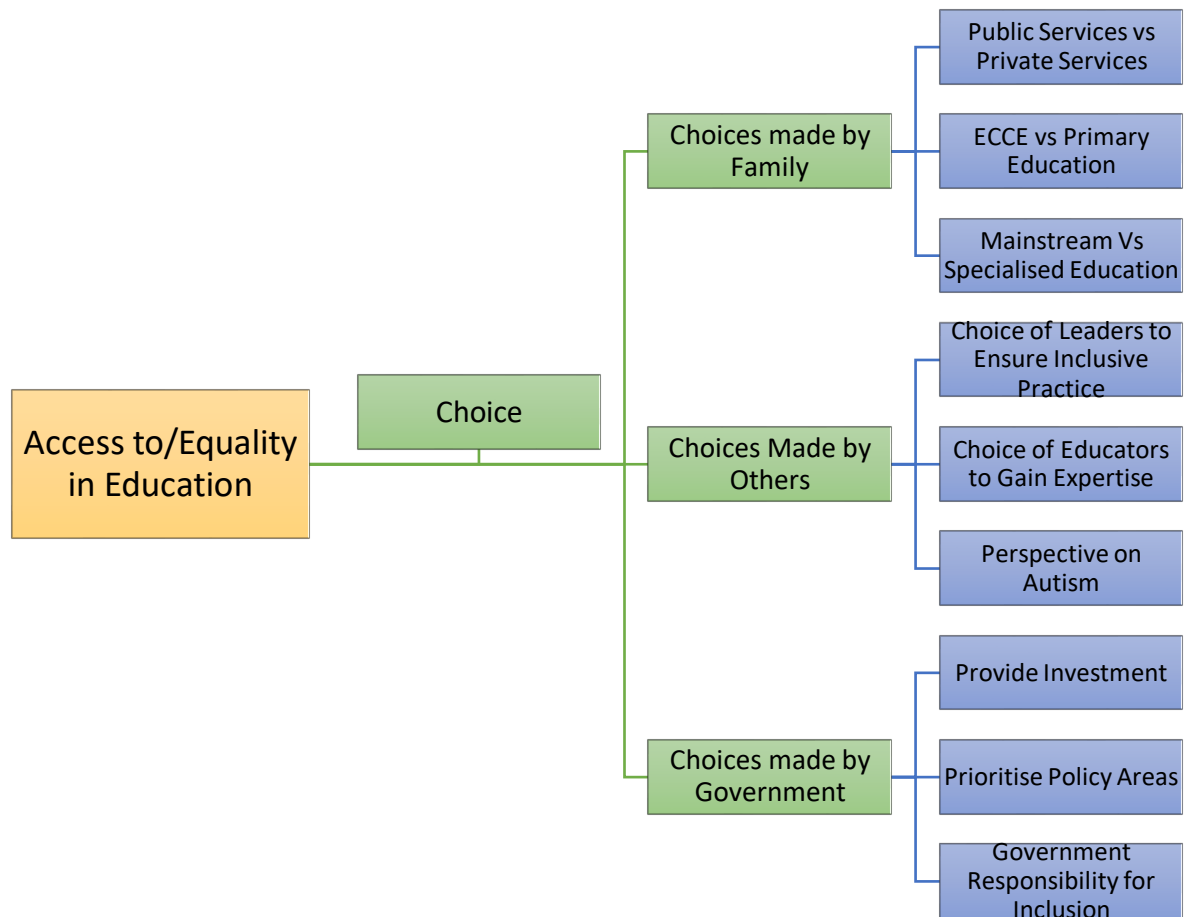 Access to/Equality
in Education
Choice
Choices made by
Family
Public Services vs
Private Services
ECCE vs Primary
Education
Mainstream Vs
Specialised Education
Choices Made by
Others
Choice of Leaders to
Ensure Inclusive
Practice
Choice of Educators
to Gain Expertise
Perspective on
Autism
Choices made by
Government
Provide Investment
Prioritise Policy Areas
Government
Responsibility for
Inclusion